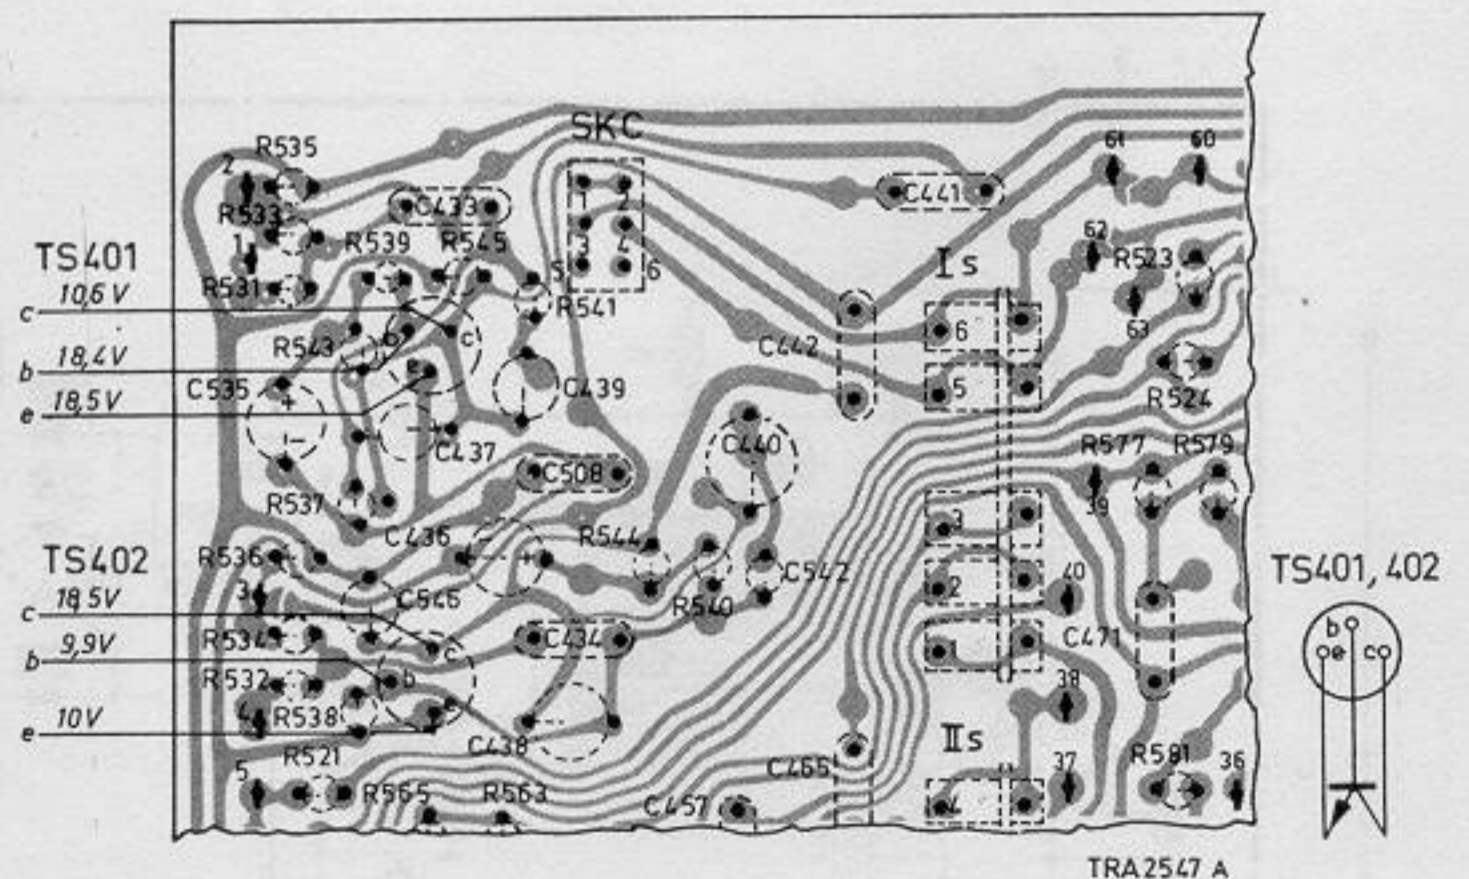 SKC
R535
2
61
60
C433
C441
1
2
R533
62
TS401
1
R539
R545
3
4
Is
R523
10,6 V
R531
5
6
c
R541
63
b
c
6
R543
C442
18,4V
b
e
C535
C439
5
e
18,5V
+
R524
C437
C440
R577
R579
-
C508
R537
39
3
C436
R544
TS402
R536
+
TS401, 402
18,5V
3
C546
R540
C542
2
40
c
b
9,9V
R534
c
C434
1
C471
e
c
b
R532
b
38
4
R538
e
10V
e
C438
IIs
R521
5
R565
R563
C457
C465
4
37
R581
36
TRA2547 A